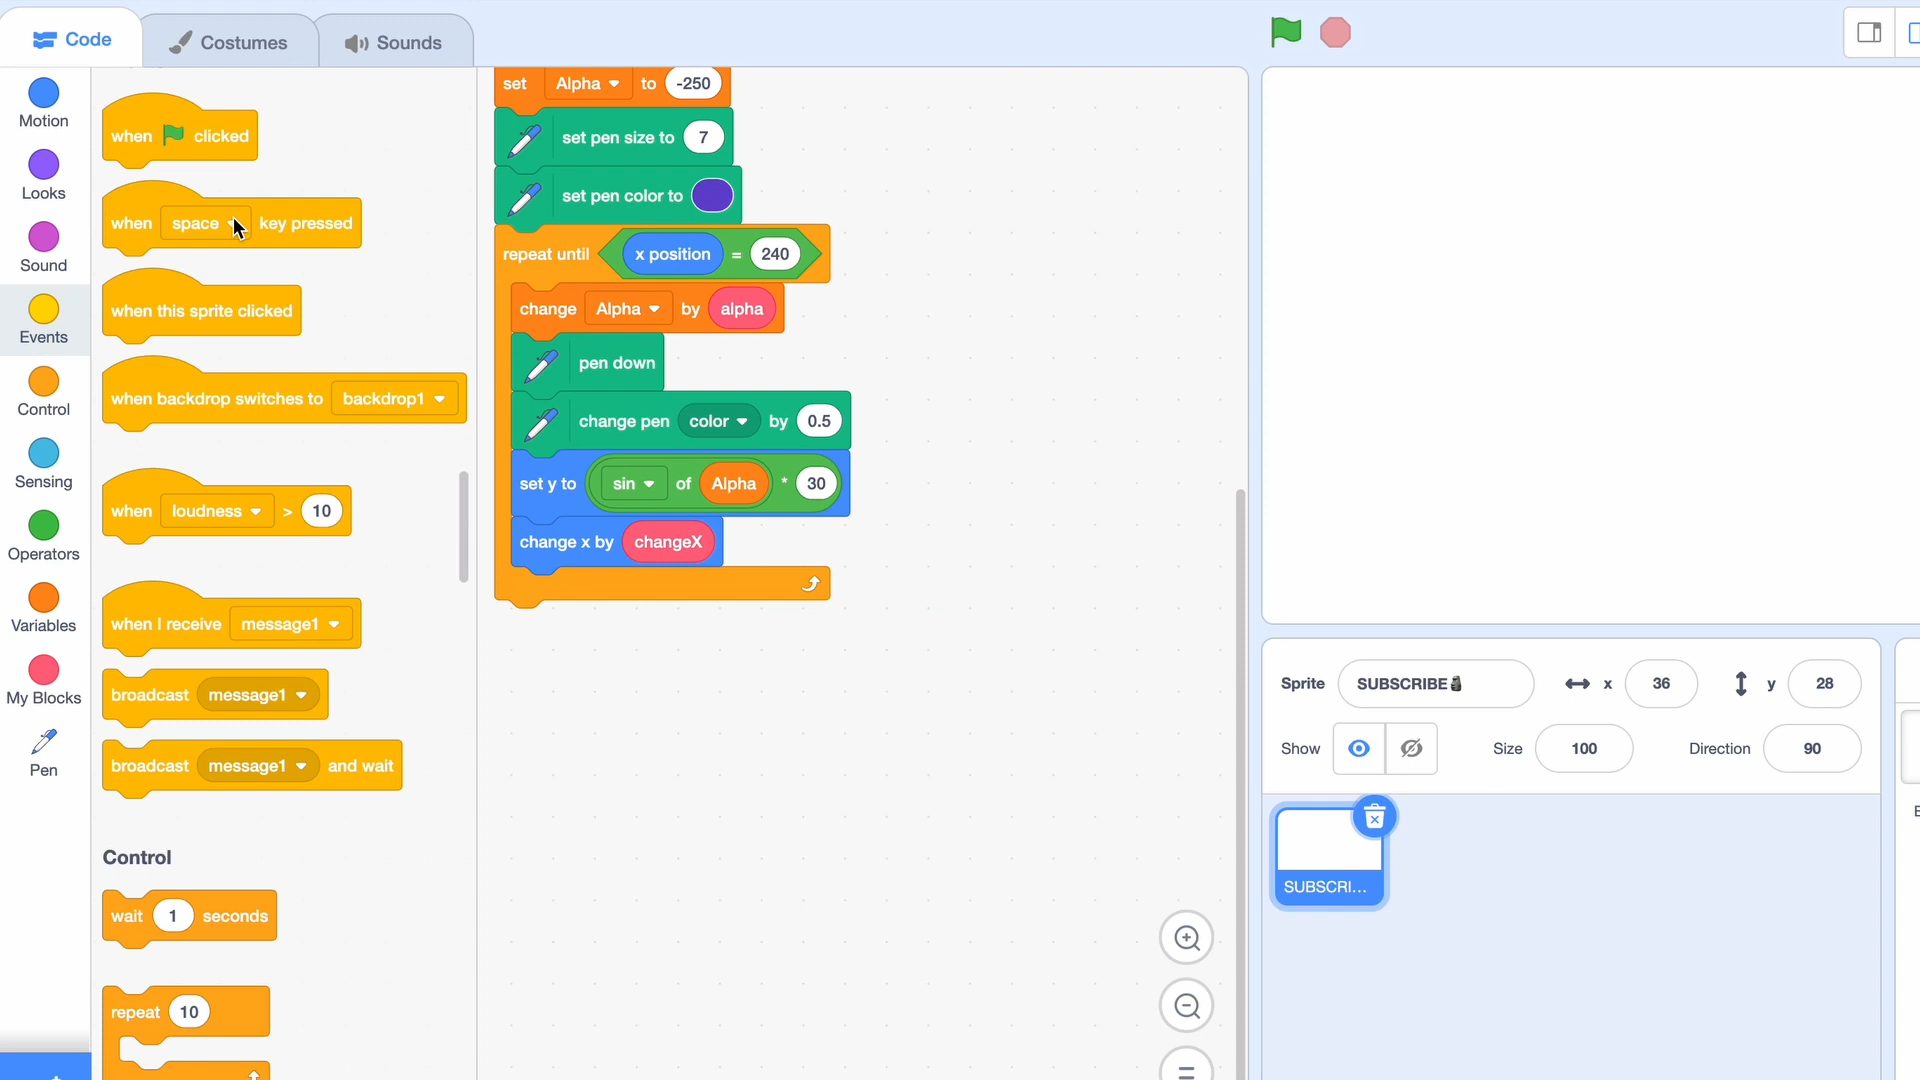 Code
Costumes
Sounds
Motion
Looks
Sound
Events
Control
Sensing
Operators
Variables
My Blocks
Pen
when clicked
when space key pressed
when this sprite clicked
when backdrop switches to backdrop1
when loudness > 10
when I receive message1
broadcast message1
broadcast message1 and wait
Control
wait 1 seconds
repeat 10
set Alpha to -250
set pen size to 7
set pen color to
repeat until x position = 240
change Alpha by alpha
pen down
change pen color by 0.5
set y to sin of Alpha * 30
change x by changeX
Sprite SUBSCRIBE🗿 x 36 y 28
Show Size 100 Direction 90
SUBSCRI...